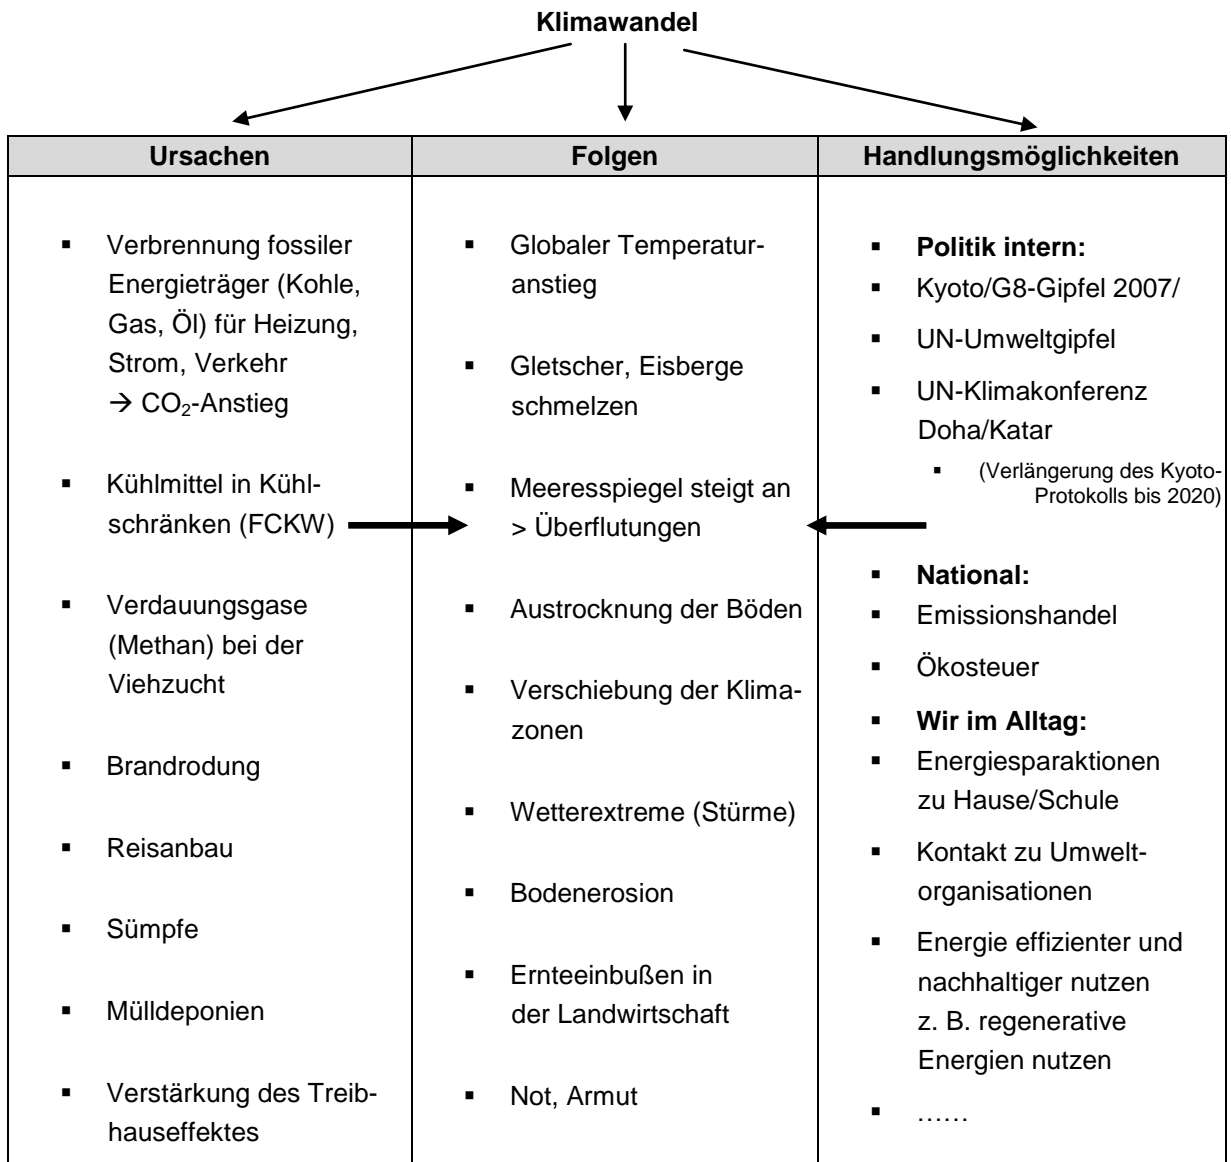 Klimawandel
Ursachen
Folgen
Handlungsmöglichkeiten
▪ Verbrennung fossiler
Energieträger (Kohle,
Gas, Öl) für Heizung,
Strom, Verkehr
→ CO₂-Anstieg
▪ Kühlmittel in Kühl-
schränken (FCKW)
▪ Verdauungsgase
(Methan) bei der
Viehzucht
▪ Brandrodung
▪ Reisanbau
▪ Sümpfe
▪ Mülldeponien
▪ Verstärkung des Treib-
hauseffektes
▪ Globaler Temperatur-
anstieg
▪ Gletscher, Eisberge
schmelzen
▪ Meeresspiegel steigt an
> Überflutungen
▪ Austrocknung der Böden
▪ Verschiebung der Klima-
zonen
▪ Wetterextreme (Stürme)
▪ Bodenerosion
▪ Ernteeinbußen in
der Landwirtschaft
▪ Not, Armut
▪ Politik intern:
▪ Kyoto/G8-Gipfel 2007/
▪ UN-Umweltgipfel
▪ UN-Klimakonferenz
Doha/Katar
▪ (Verlängerung des Kyoto-
Protokolls bis 2020)
▪ National:
▪ Emissionshandel
▪ Ökosteuer
▪ Wir im Alltag:
▪ Energiesparaktionen
zu Hause/Schule
▪ Kontakt zu Umwelt-
organisationen
▪ Energie effizienter und
nachhaltiger nutzen
z. B. regenerative
Energien nutzen
▪ ……